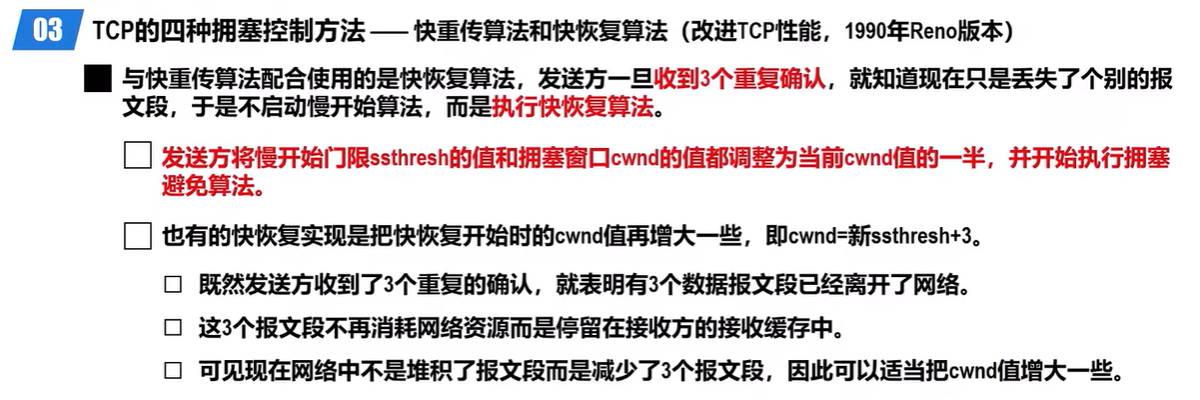 03 TCP的四种拥塞控制方法 —— 快重传算法和快恢复算法（改进TCP性能，1990年Reno版本）
与快重传算法配合使用的是快恢复算法，发送方一旦收到3个重复确认，就知道现在只是丢失了个别的报
文段，于是不启动慢开始算法，而是执行快恢复算法。
发送方将慢开始门限ssthresh的值和拥塞窗口cwnd的值都调整为当前cwnd值的一半，并开始执行拥塞
避免算法。
也有的快恢复实现是把快恢复开始时的cwnd值再增大一些，即cwnd=新ssthresh+3。
既然发送方收到了3个重复的确认，就表明有3个数据报文段已经离开了网络。
这3个报文段不再消耗网络资源而是停留在接收方的接收缓存中。
可见现在网络中不是堆积了报文段而是减少了3个报文段，因此可以适当把cwnd值增大一些。